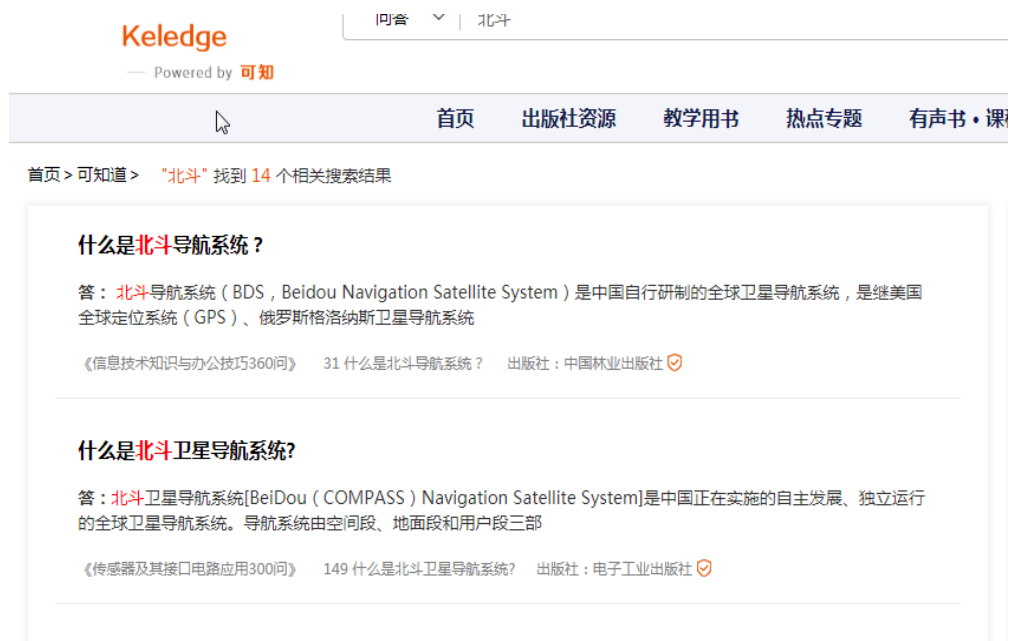 问答 北斗
Keledge
Powered by 可知
首页 出版社资源 教学用书 热点专题 有声书•课
首页>可知道> "北斗" 找到 14 个相关搜索结果
什么是北斗导航系统？
答：北斗导航系统（BDS，Beidou Navigation Satellite System）是中国自行研制的全球卫星导航系统，是继美国
全球定位系统（GPS）、俄罗斯格洛纳斯卫星导航系统
《信息技术知识与办公技巧360问》 31 什么是北斗导航系统？ 出版社：中国林业出版社
什么是北斗卫星导航系统?
答：北斗卫星导航系统[BeiDou（COMPASS）Navigation Satellite System]是中国正在实施的自主发展、独立运行
的全球卫星导航系统。导航系统由空间段、地面段和用户段三部
《传感器及其接口电路应用300问》 149 什么是北斗卫星导航系统? 出版社：电子工业出版社